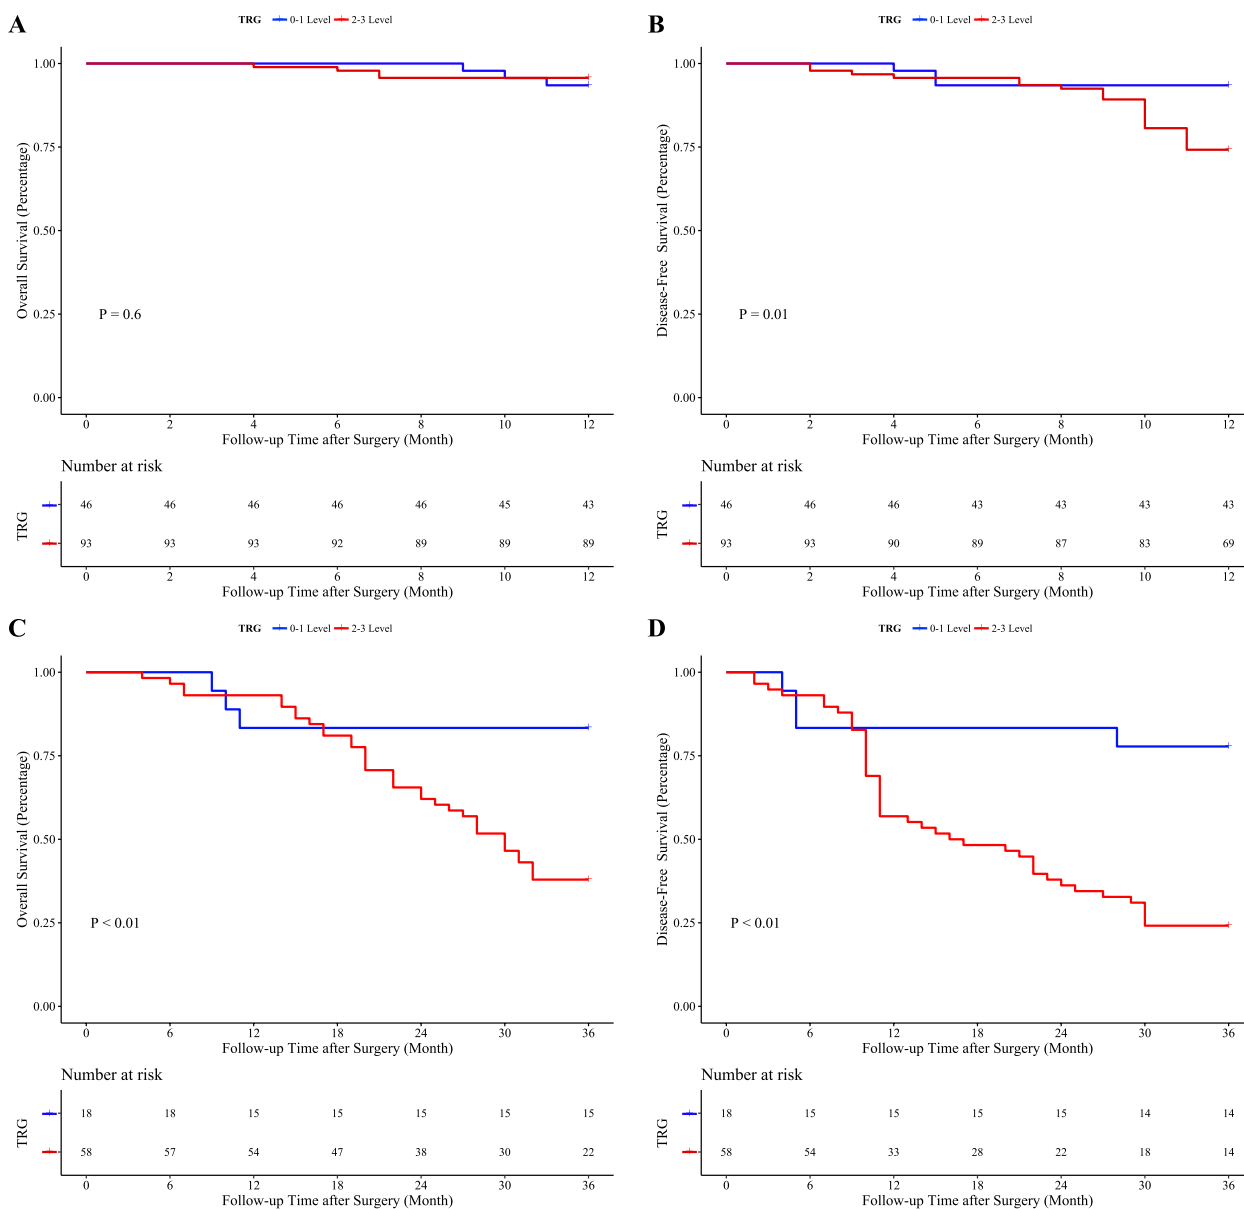 A
TRG 0-1 Level 2-3 Level
1.00
0.75
0.50
0.25
0.00
Overall Survival (Percentage)
P = 0.6
0 2 4 6 8 10 12
Follow-up Time after Surgery (Month)
Number at risk
TRG
46 46 46 46 46 45 43
93 93 93 92 89 89 89
0 2 4 6 8 10 12
Follow-up Time after Surgery (Month)
B
TRG 0-1 Level 2-3 Level
1.00
0.75
0.50
0.25
0.00
Disease-Free Survival (Percentage)
P = 0.01
0 2 4 6 8 10 12
Follow-up Time after Surgery (Month)
Number at risk
TRG
46 46 46 43 43 43 43
93 93 90 89 87 83 69
0 2 4 6 8 10 12
Follow-up Time after Surgery (Month)
C
TRG 0-1 Level 2-3 Level
1.00
0.75
0.50
0.25
0.00
Overall Survival (Percentage)
P < 0.01
0 6 12 18 24 30 36
Follow-up Time after Surgery (Month)
Number at risk
TRG
18 18 15 15 15 15 15
58 57 54 47 38 30 22
0 6 12 18 24 30 36
Follow-up Time after Surgery (Month)
D
TRG 0-1 Level 2-3 Level
1.00
0.75
0.50
0.25
0.00
Disease-Free Survival (Percentage)
P < 0.01
0 6 12 18 24 30 36
Follow-up Time after Surgery (Month)
Number at risk
TRG
18 15 15 15 15 14 14
58 54 33 28 22 18 14
0 6 12 18 24 30 36
Follow-up Time after Surgery (Month)